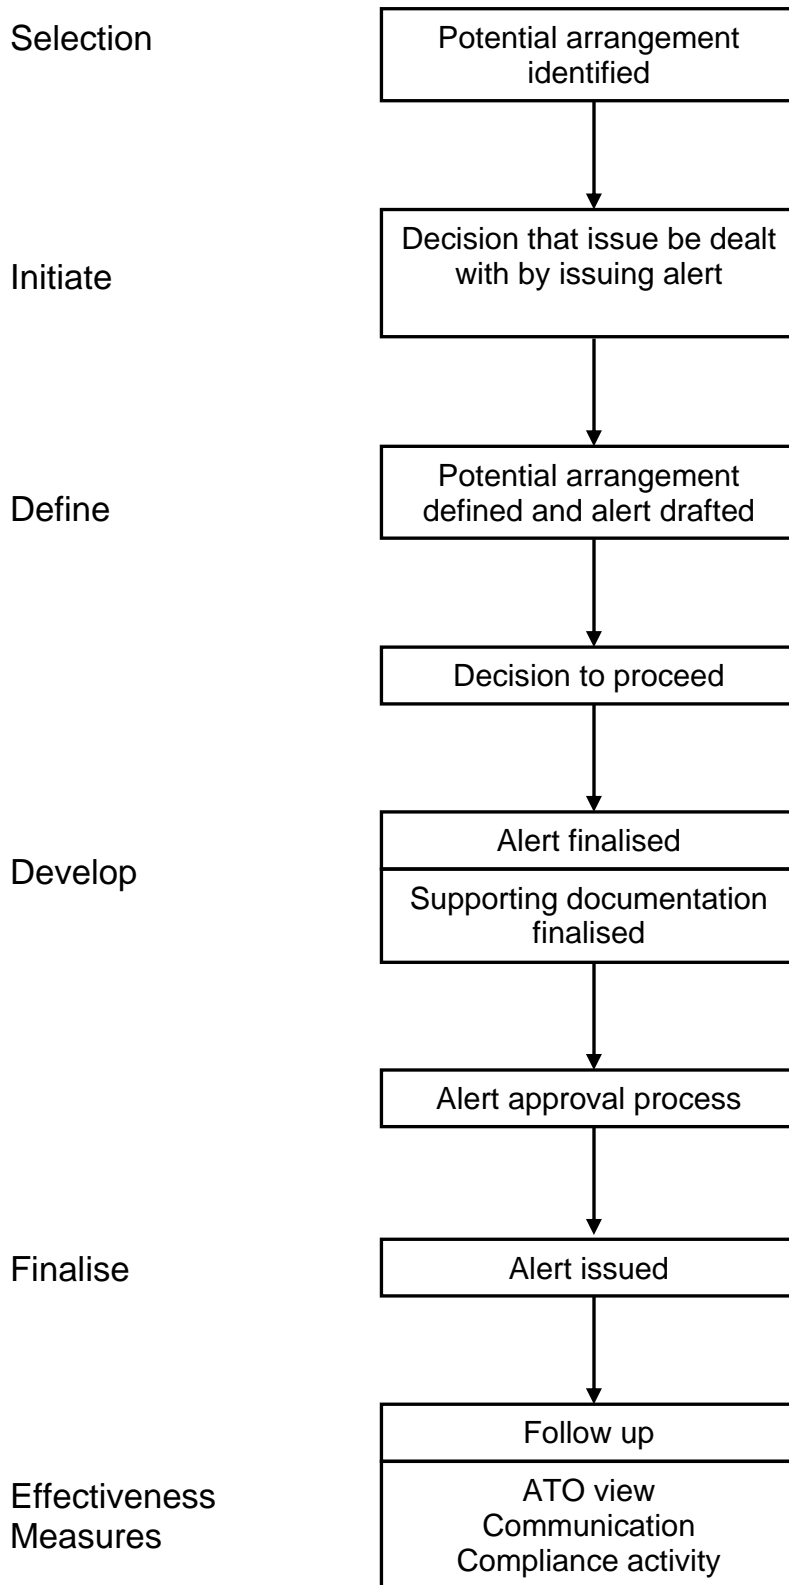 Selection
Potential arrangement
identified
Initiate
Decision that issue be dealt
with by issuing alert
Define
Potential arrangement
defined and alert drafted
Decision to proceed
Develop
Alert finalised
Supporting documentation
finalised
Alert approval process
Finalise
Alert issued
Follow up
Effectiveness
Measures
ATO view
Communication
Compliance activity